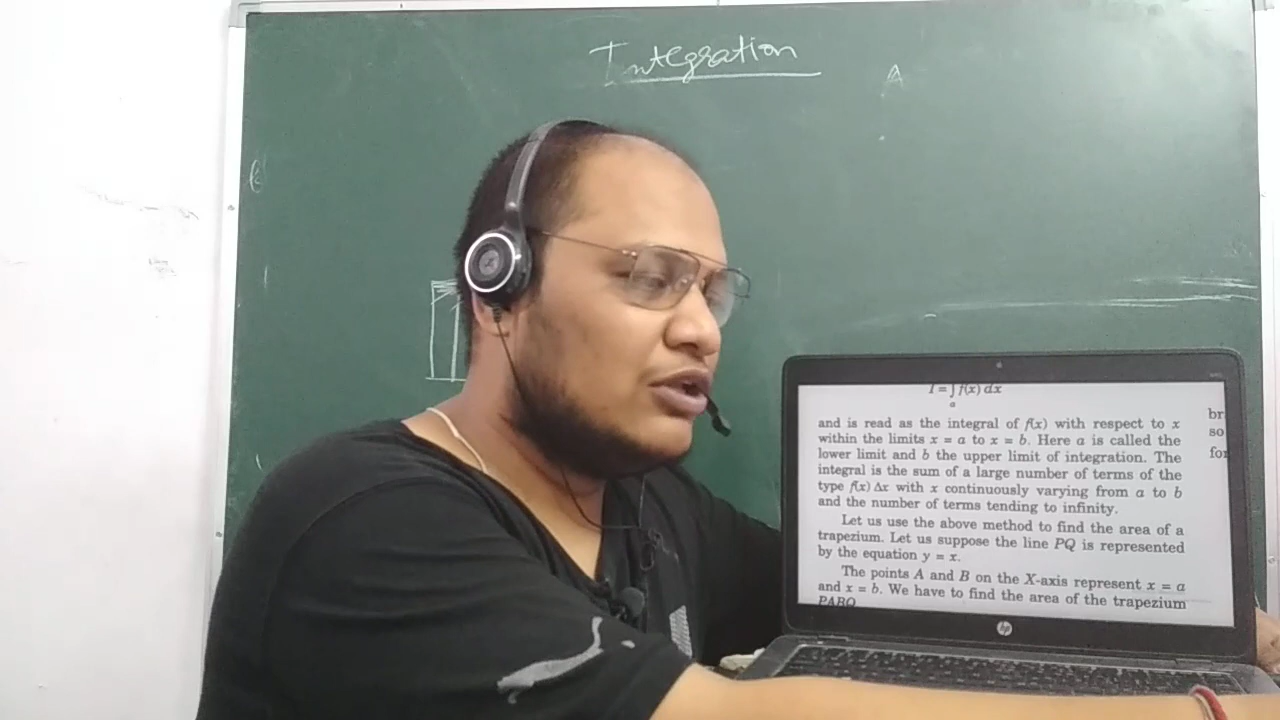 Integration
A
I = ∫ f(x) dx
a
and is read as the integral of f(x) with respect to x
within the limits x = a to x = b. Here a is called the
lower limit and b the upper limit of integration. The
integral is the sum of a large number of terms of the
type f(x) Δx with x continuously varying from a to b
and the number of terms tending to infinity.
Let us use the above method to find the area of a
trapezium. Let us suppose the line PQ is represented
by the equation y = x.
The points A and B on the X-axis represent x = a
and x = b. We have to find the area of the trapezium
PABQ
br
so
for
hp